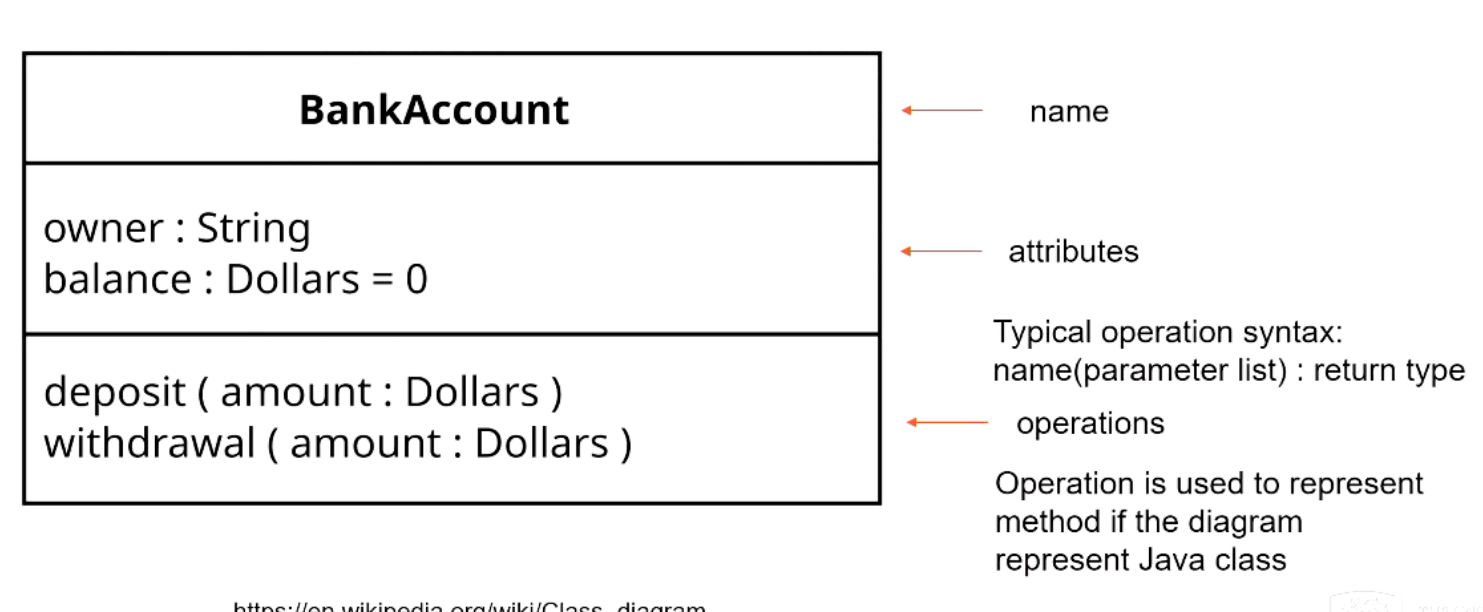 BankAccount
name
owner : String
balance : Dollars = 0
attributes
Typical operation syntax:
name(parameter list) : return type
deposit ( amount : Dollars )
withdrawal ( amount : Dollars )
operations
Operation is used to represent
method if the diagram
represent Java class
https://en.wikipedia.org/wiki/Class_diagram